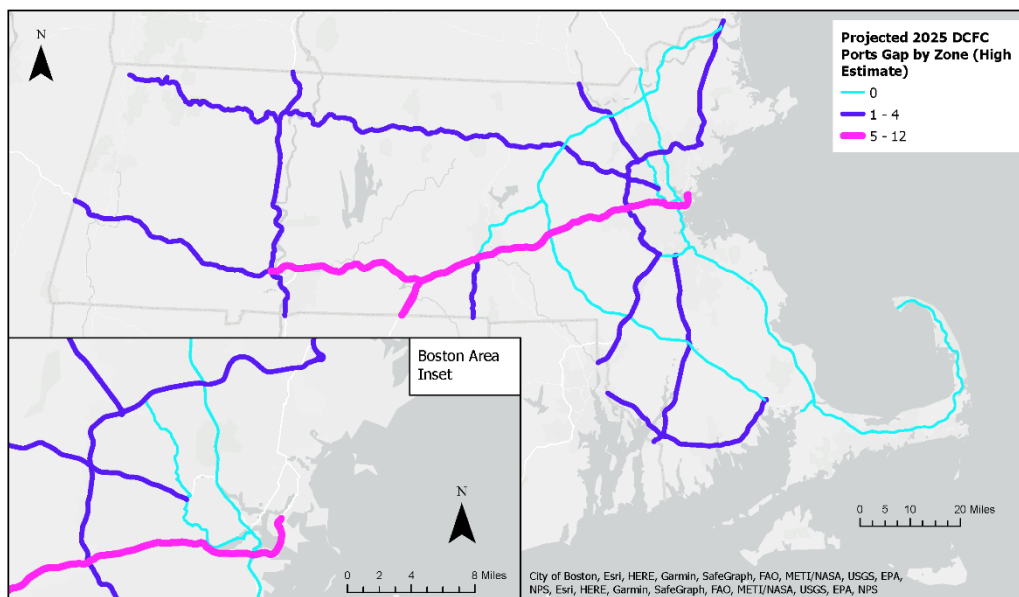 N
Projected 2025 DCFC
Ports Gap by Zone (High
Estimate)
0
1 - 4
5 - 12
Boston Area
Inset
N
0 5 10 20 Miles
0 2 4 8 Miles
City of Boston, Esri, HERE, Garmin, SafeGraph, FAO, METI/NASA, USGS, EPA,
NPS, Esri, HERE, Garmin, SafeGraph, FAO, METI/NASA, USGS, EPA, NPS